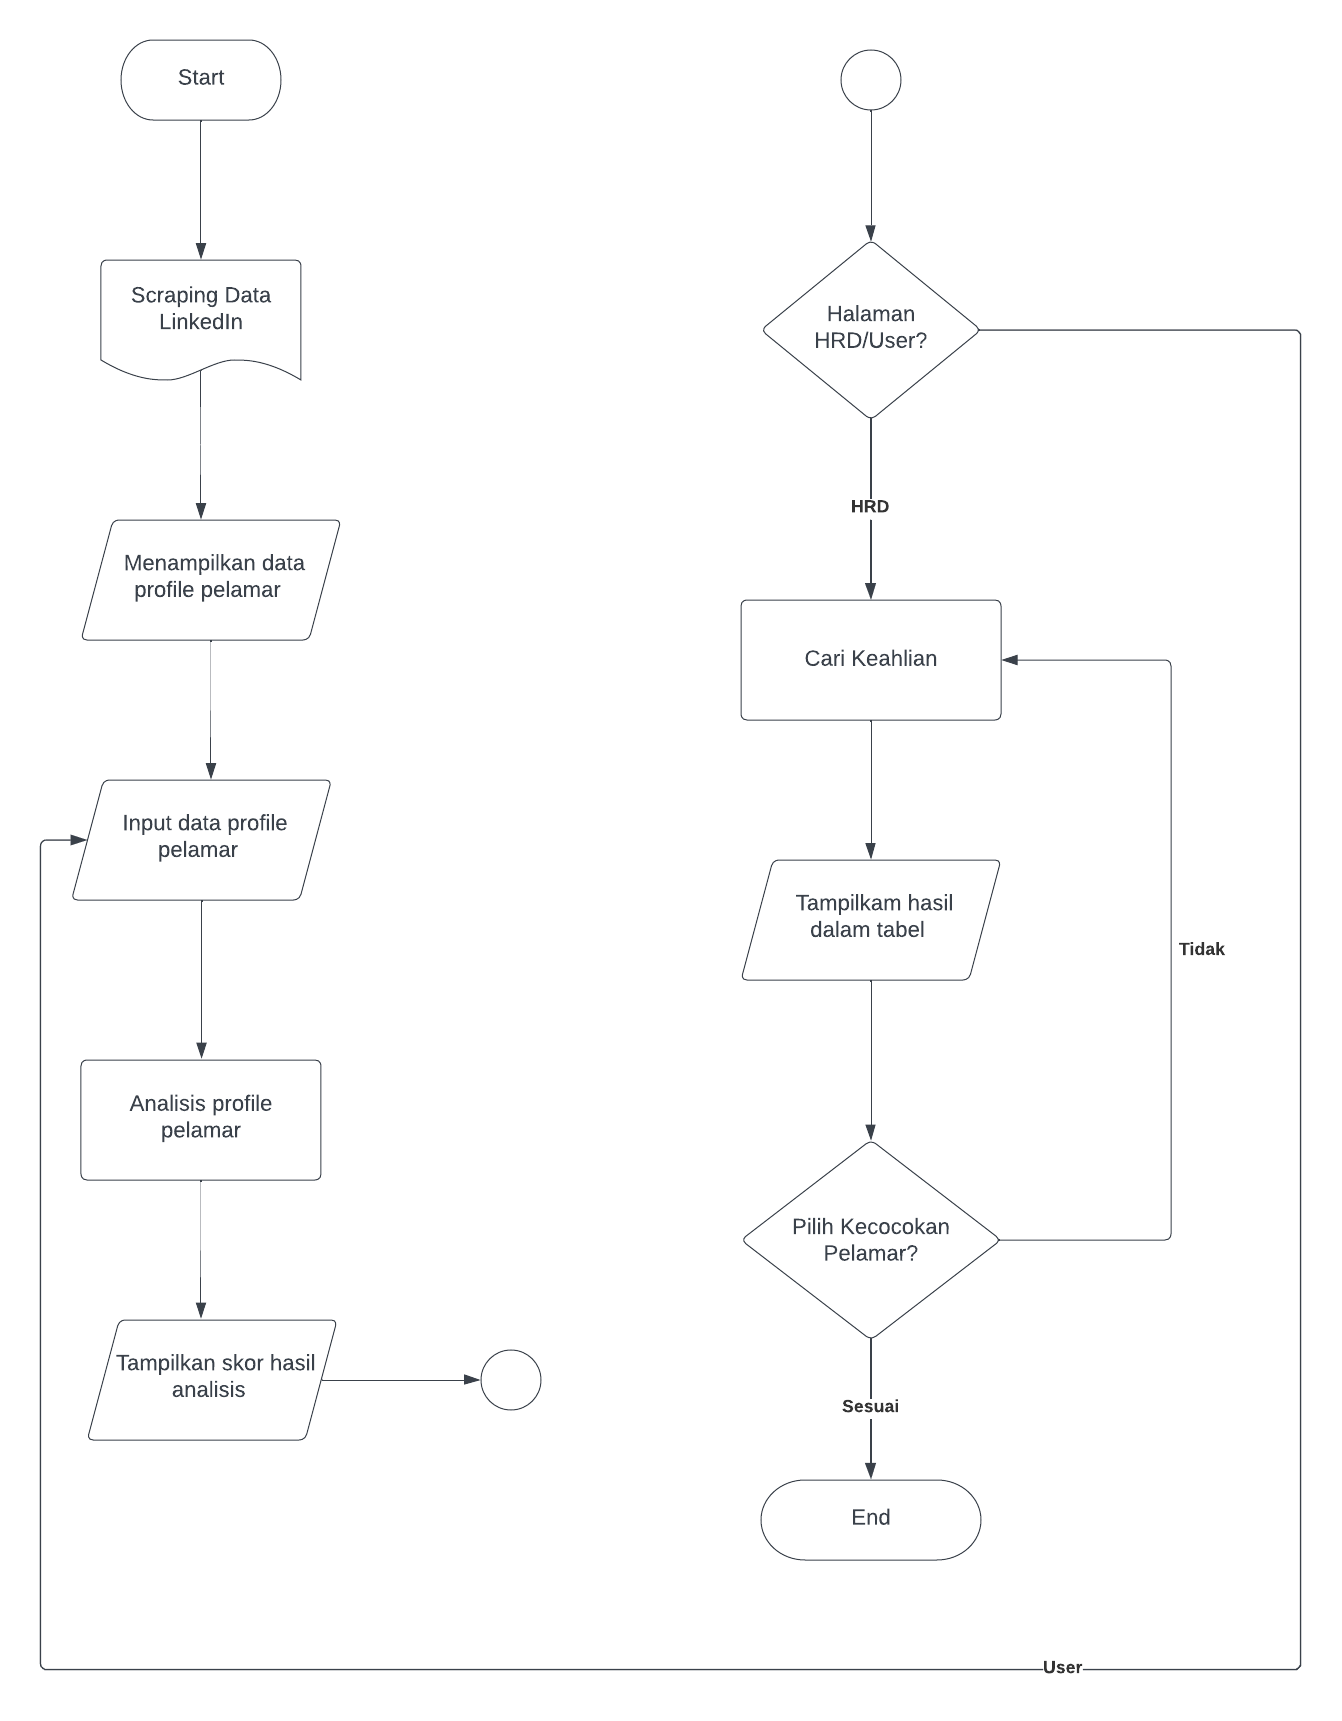 Start
Scraping Data
LinkedIn
Menampilkan data
profile pelamar
Input data profile
pelamar
Analisis profile
pelamar
Tampilkan skor hasil
analisis
Halaman
HRD/User?
HRD
Cari Keahlian
Tampilkam hasil
dalam tabel
Tidak
Pilih Kecocokan
Pelamar?
Sesuai
End
User